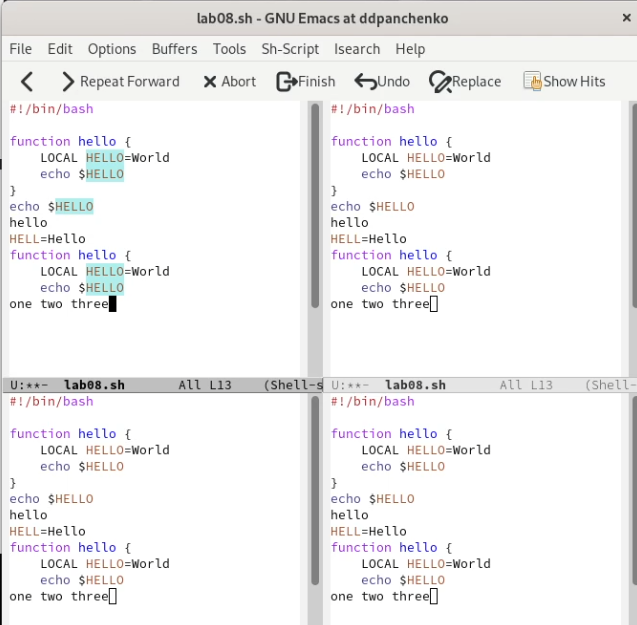 lab08.sh - GNU Emacs at ddpanchenko
×
File Edit Options Buffers Tools Sh-Script Isearch Help
Repeat Forward Abort Finish Undo Replace Show Hits
#!/bin/bash
function hello {
    LOCAL HELLO=World
    echo $HELLO
}
echo $HELLO
hello
HELL=Hello
function hello {
    LOCAL HELLO=World
    echo $HELLO
one two three
U:**-  lab08.sh       All L13    (Shell-s
#!/bin/bash
function hello {
    LOCAL HELLO=World
    echo $HELLO
}
echo $HELLO
hello
HELL=Hello
function hello {
    LOCAL HELLO=World
    echo $HELLO
one two three
U:**-  lab08.sh       All L13    (Shell-
#!/bin/bash
function hello {
    LOCAL HELLO=World
    echo $HELLO
}
echo $HELLO
hello
HELL=Hello
function hello {
    LOCAL HELLO=World
    echo $HELLO
one two three
#!/bin/bash
function hello {
    LOCAL HELLO=World
    echo $HELLO
}
echo $HELLO
hello
HELL=Hello
function hello {
    LOCAL HELLO=World
    echo $HELLO
one two three